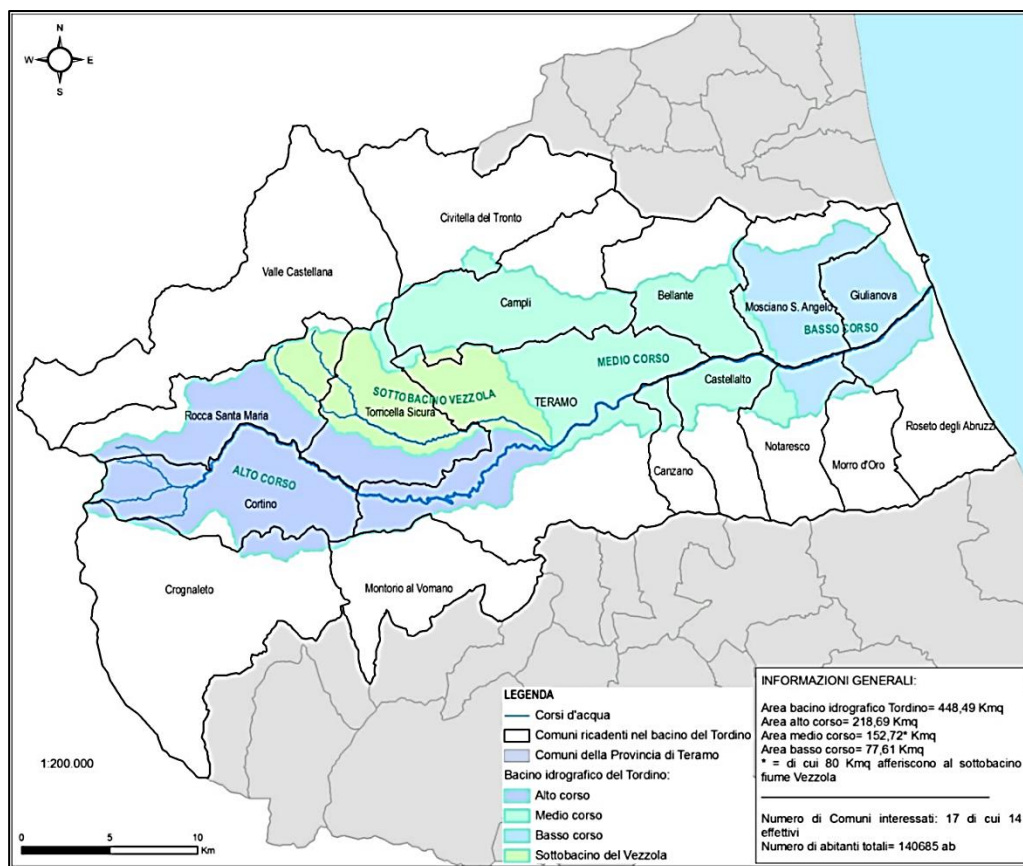 N
W E
S
Civitella del Tronto
Valle Castellana
Campli
Bellante
Mosciano S. Angelo
Giulianova
BASSO CORSO
MEDIO CORSO
SOTTOBACINO VEZZOLA
Castellalto
TERAMO
Torricella Sicura
Rocca Santa Maria
Roseto degli Abruzzi
Notaresco
Canzano
Morro d'Oro
ALTO CORSO
Cortino
Crognaleto
Montorio al Vomano
LEGENDA
Corsi d'acqua
Comuni ricadenti nel bacino del Tordino
Comuni della Provincia di Teramo
Bacino idrografico del Tordino:
Alto corso
Medio corso
Basso corso
Sottobacino del Vezzola
1:200.000
0 5 10
Km
INFORMAZIONI GENERALI:
Area bacino idrografico Tordino= 448,49 Kmq
Area alto corso= 218,69 Kmq
Area medio corso= 152,72* Kmq
Area basso corso= 77,61 Kmq
* = di cui 80 Kmq afferiscono al sottobacino
fiume Vezzola
Numero di Comuni interessati: 17 di cui 14
effettivi
Numero di abitanti totali= 140685 ab